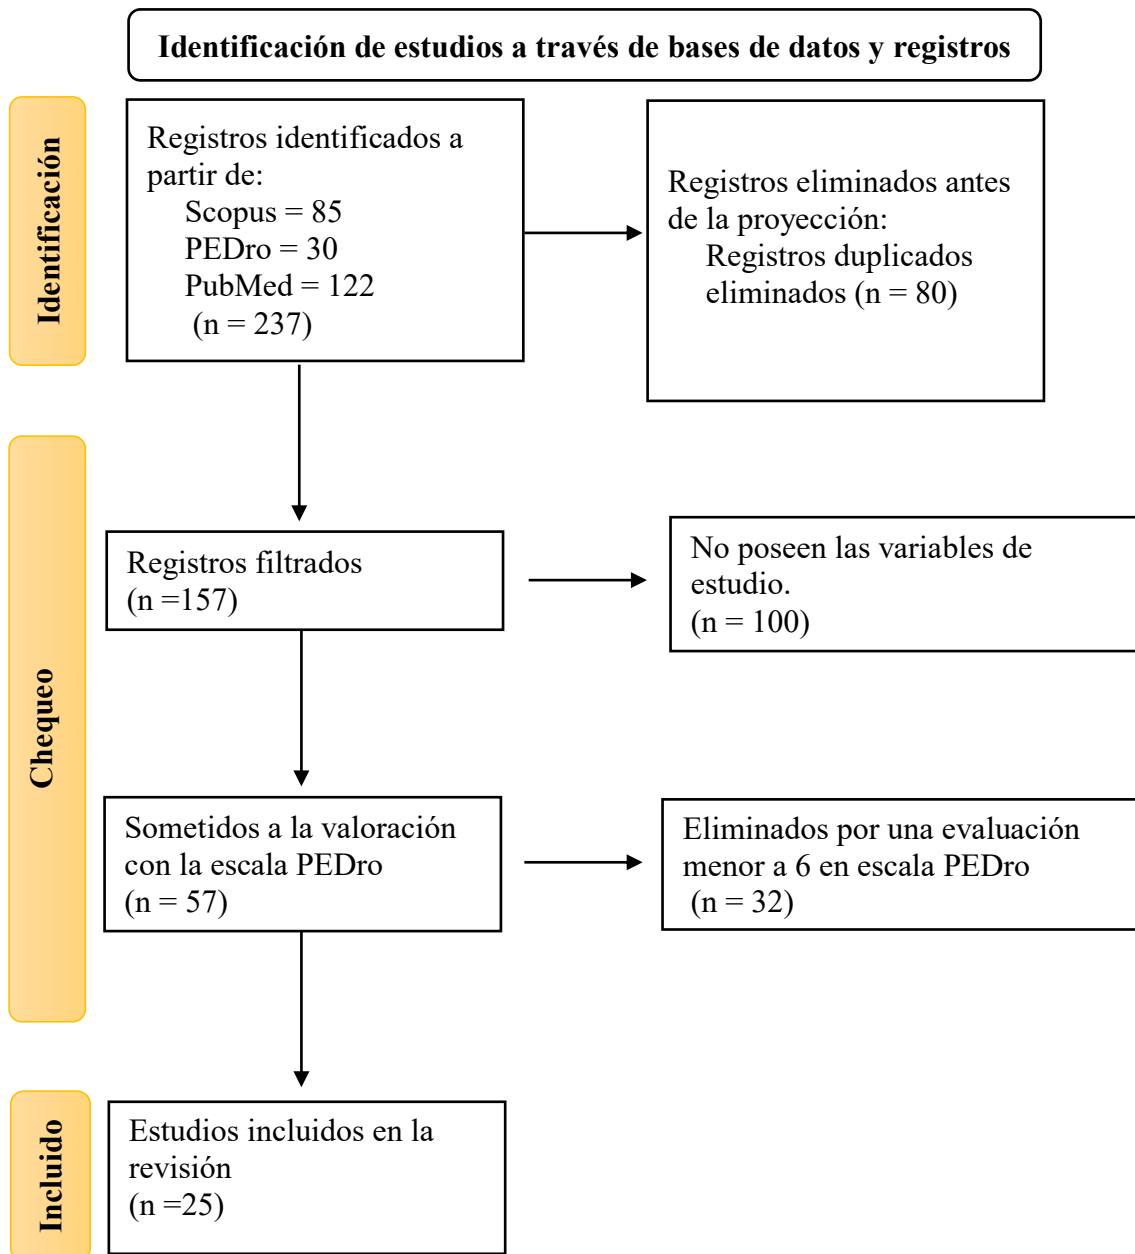 Identificación de estudios a través de bases de datos y registros
Identificación
Registros identificados a
partir de:
Scopus = 85
PEDro = 30
PubMed = 122
(n = 237)
Registros eliminados antes
de la proyección:
Registros duplicados
eliminados (n = 80)
Chequeo
Registros filtrados
(n =157)
No poseen las variables de
estudio.
(n = 100)
Sometidos a la valoración
con la escala PEDro
(n = 57)
Eliminados por una evaluación
menor a 6 en escala PEDro
(n = 32)
Incluido
Estudios incluidos en la
revisión
(n =25)